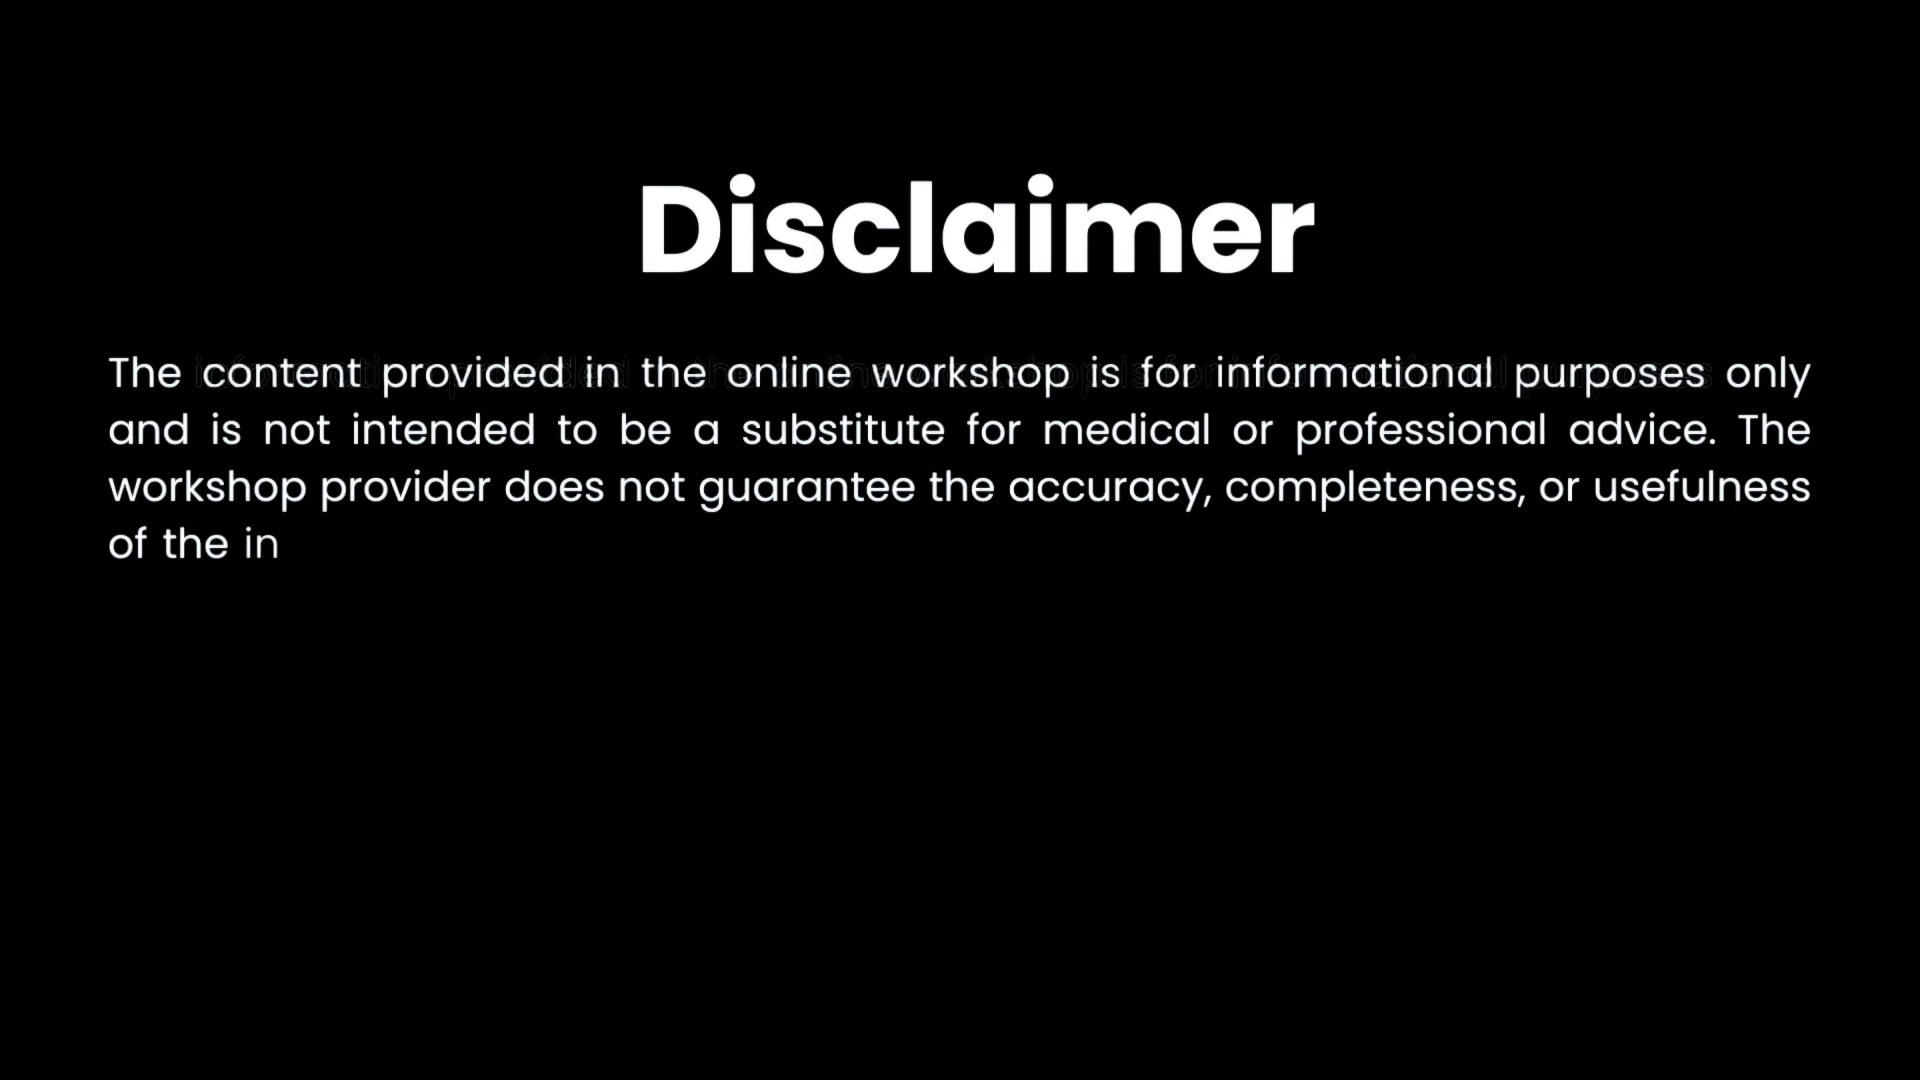 Disclaimer
The content provided in the online workshop is for informational purposes only
and is not intended to be a substitute for medical or professional advice. The
workshop provider does not guarantee the accuracy, completeness, or usefulness
of the in